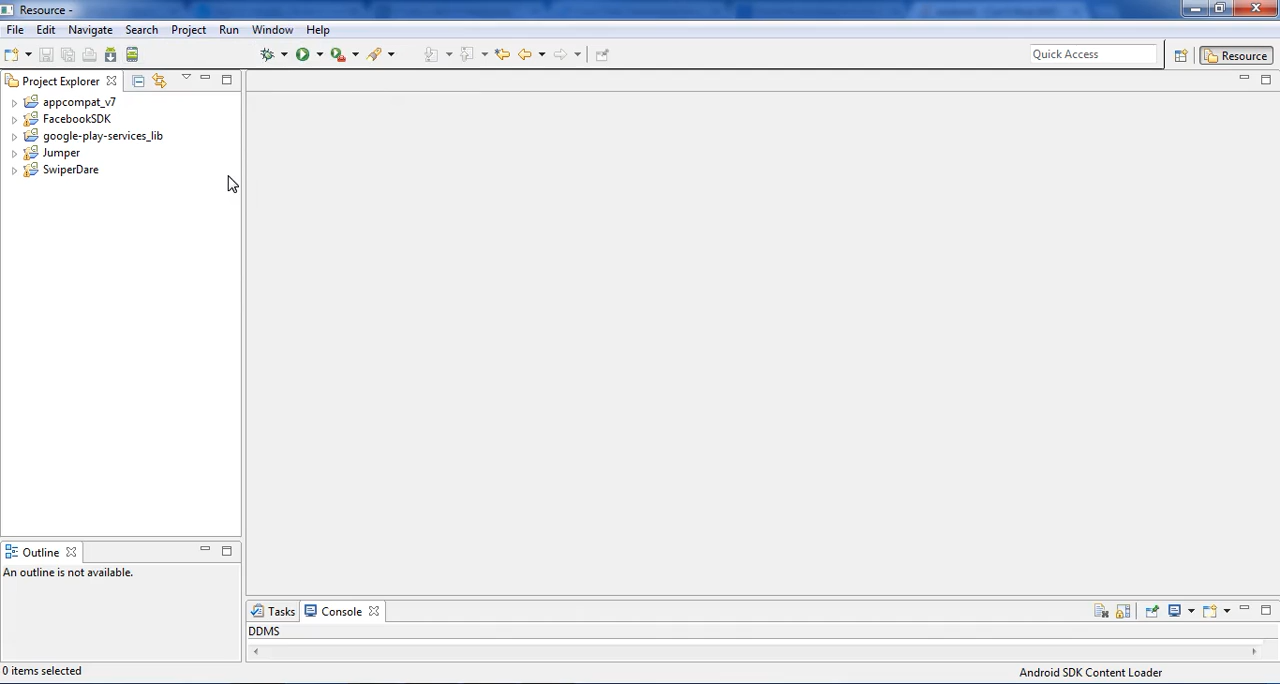 Resource -
File Edit Navigate Search Project Run Window Help
Quick Access
Resource
Project Explorer
appcompat_v7
FacebookSDK
google-play-services_lib
Jumper
SwiperDare
Outline
An outline is not available.
Tasks Console
DDMS
0 items selected
Android SDK Content Loader